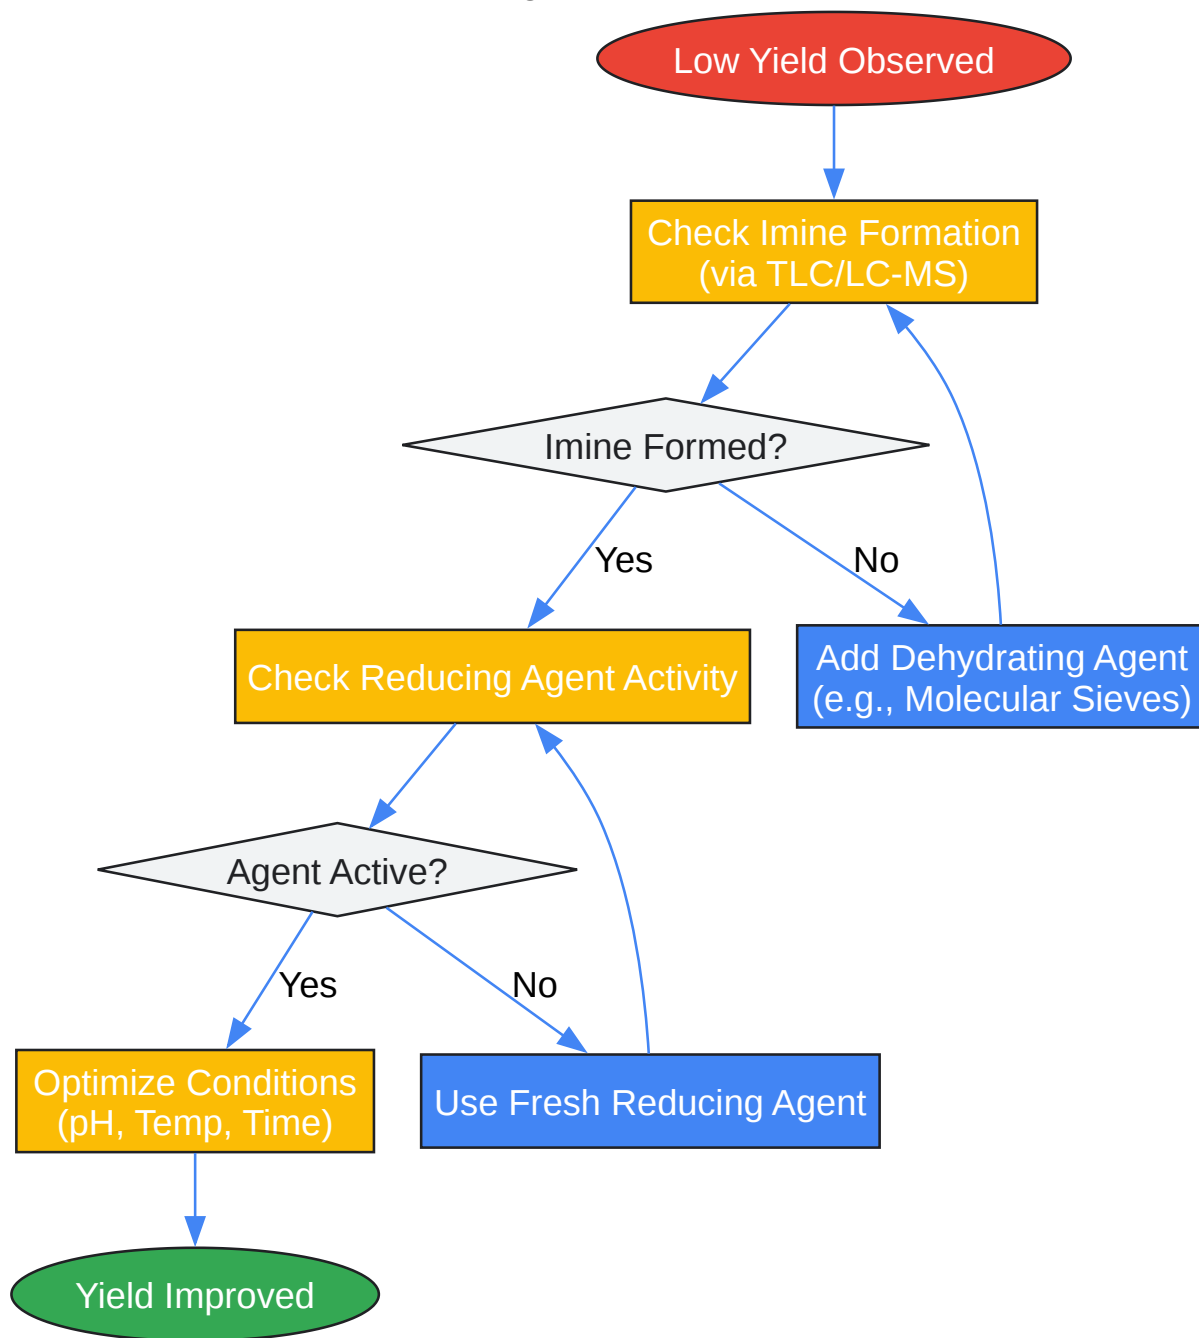 Low Yield Observed
Check Imine Formation
(via TLC/LC-MS)
Imine Formed?
Yes
No
Check Reducing Agent Activity
Add Dehydrating Agent
(e.g., Molecular Sieves)
Agent Active?
Yes
No
Optimize Conditions
(pH, Temp, Time)
Use Fresh Reducing Agent
Yield Improved